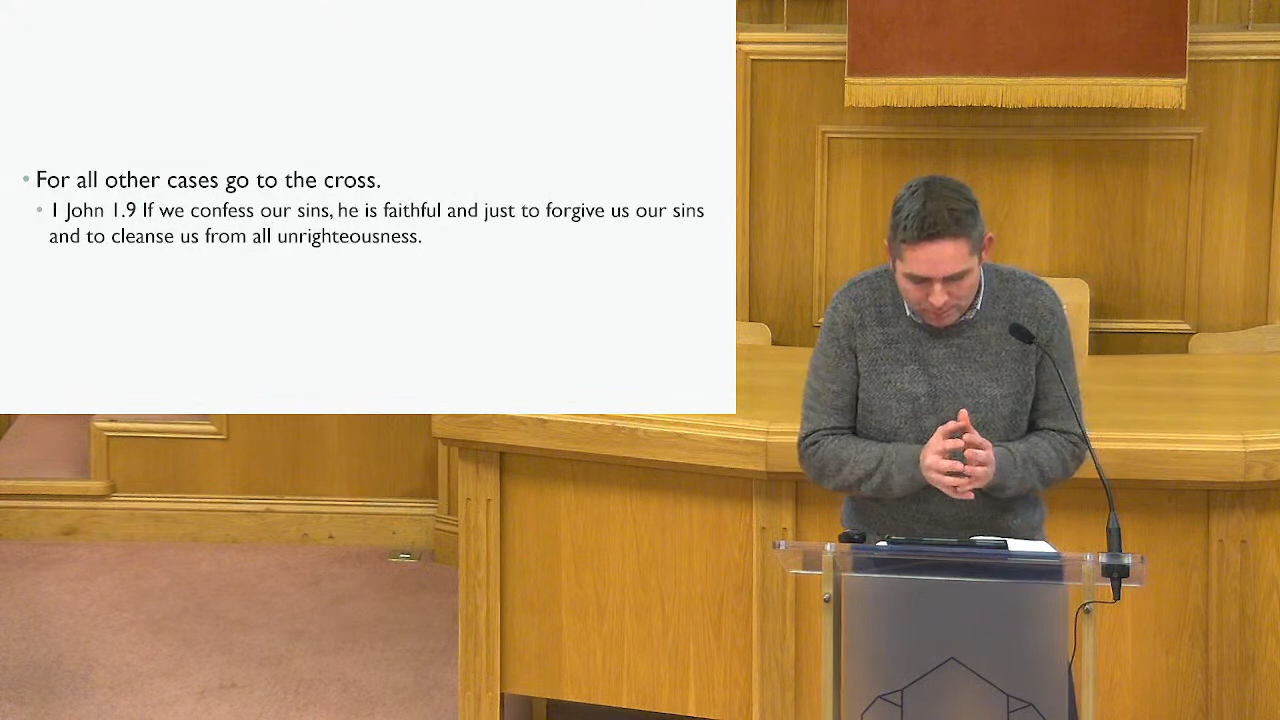 For all other cases go to the cross.
1 John 1.9 If we confess our sins, he is faithful and just to forgive us our sins
and to cleanse us from all unrighteousness.